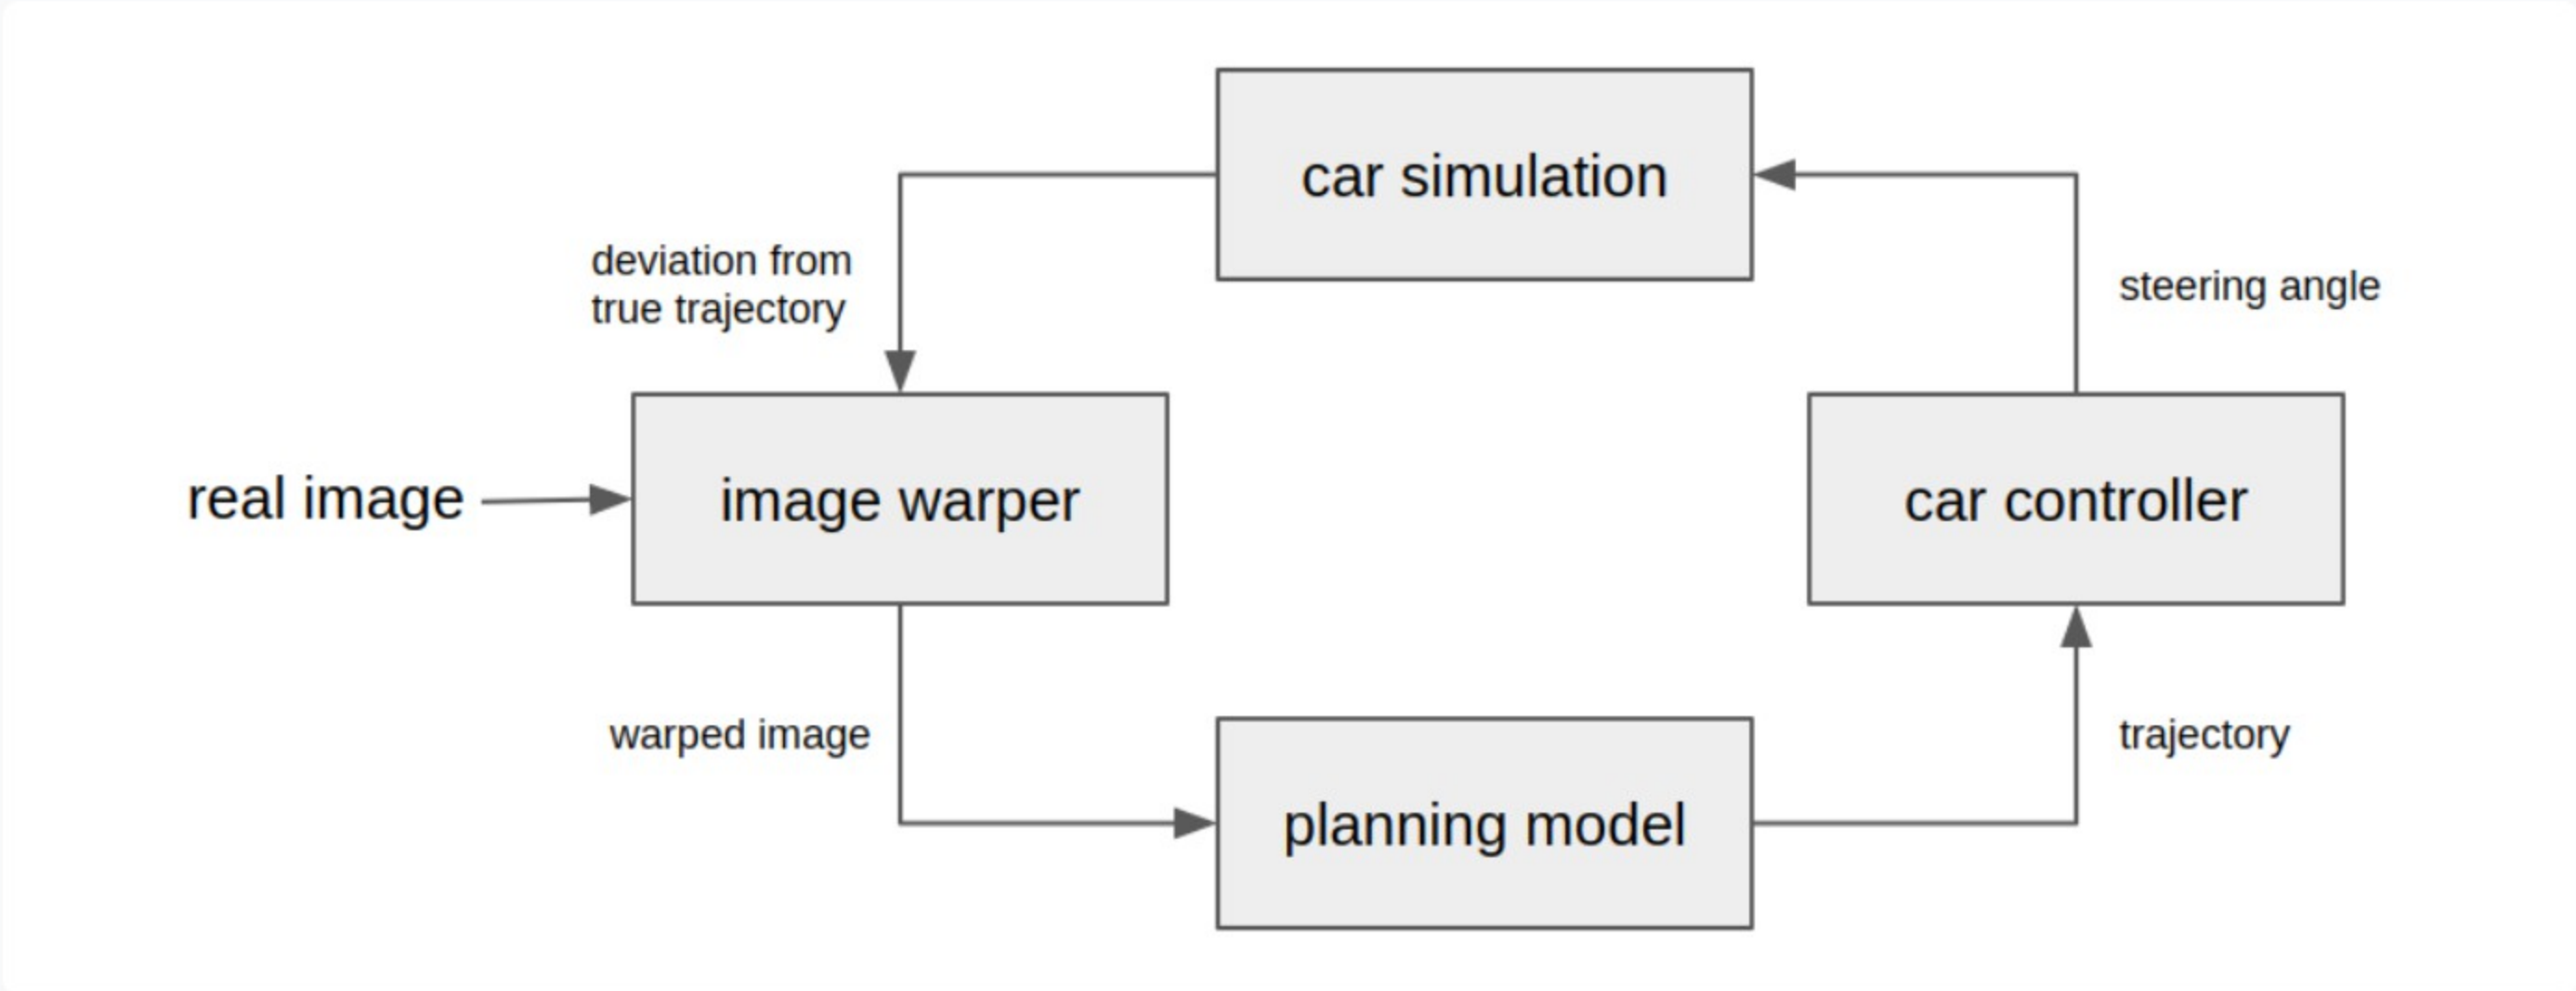 car simulation
deviation from
true trajectory
steering angle
real image
image warper
car controller
warped image
trajectory
planning model